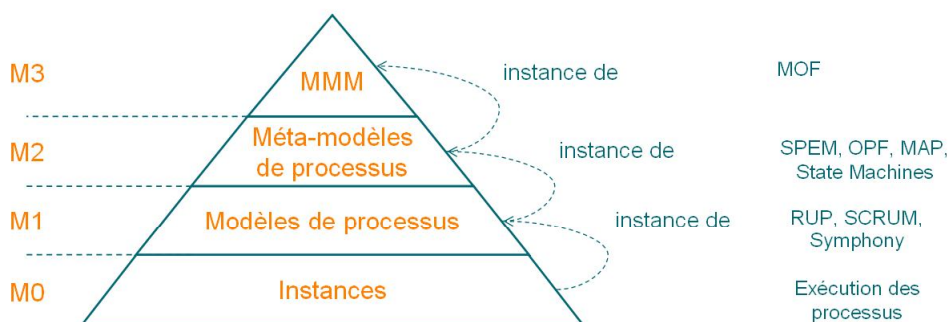 M3
MMM
instance de
MOF
M2
Méta-modèles
de processus
instance de
SPEM, OPF, MAP,
State Machines
M1
Modèles de processus
instance de
RUP, SCRUM,
Symphony
M0
Instances
Exécution des
processus